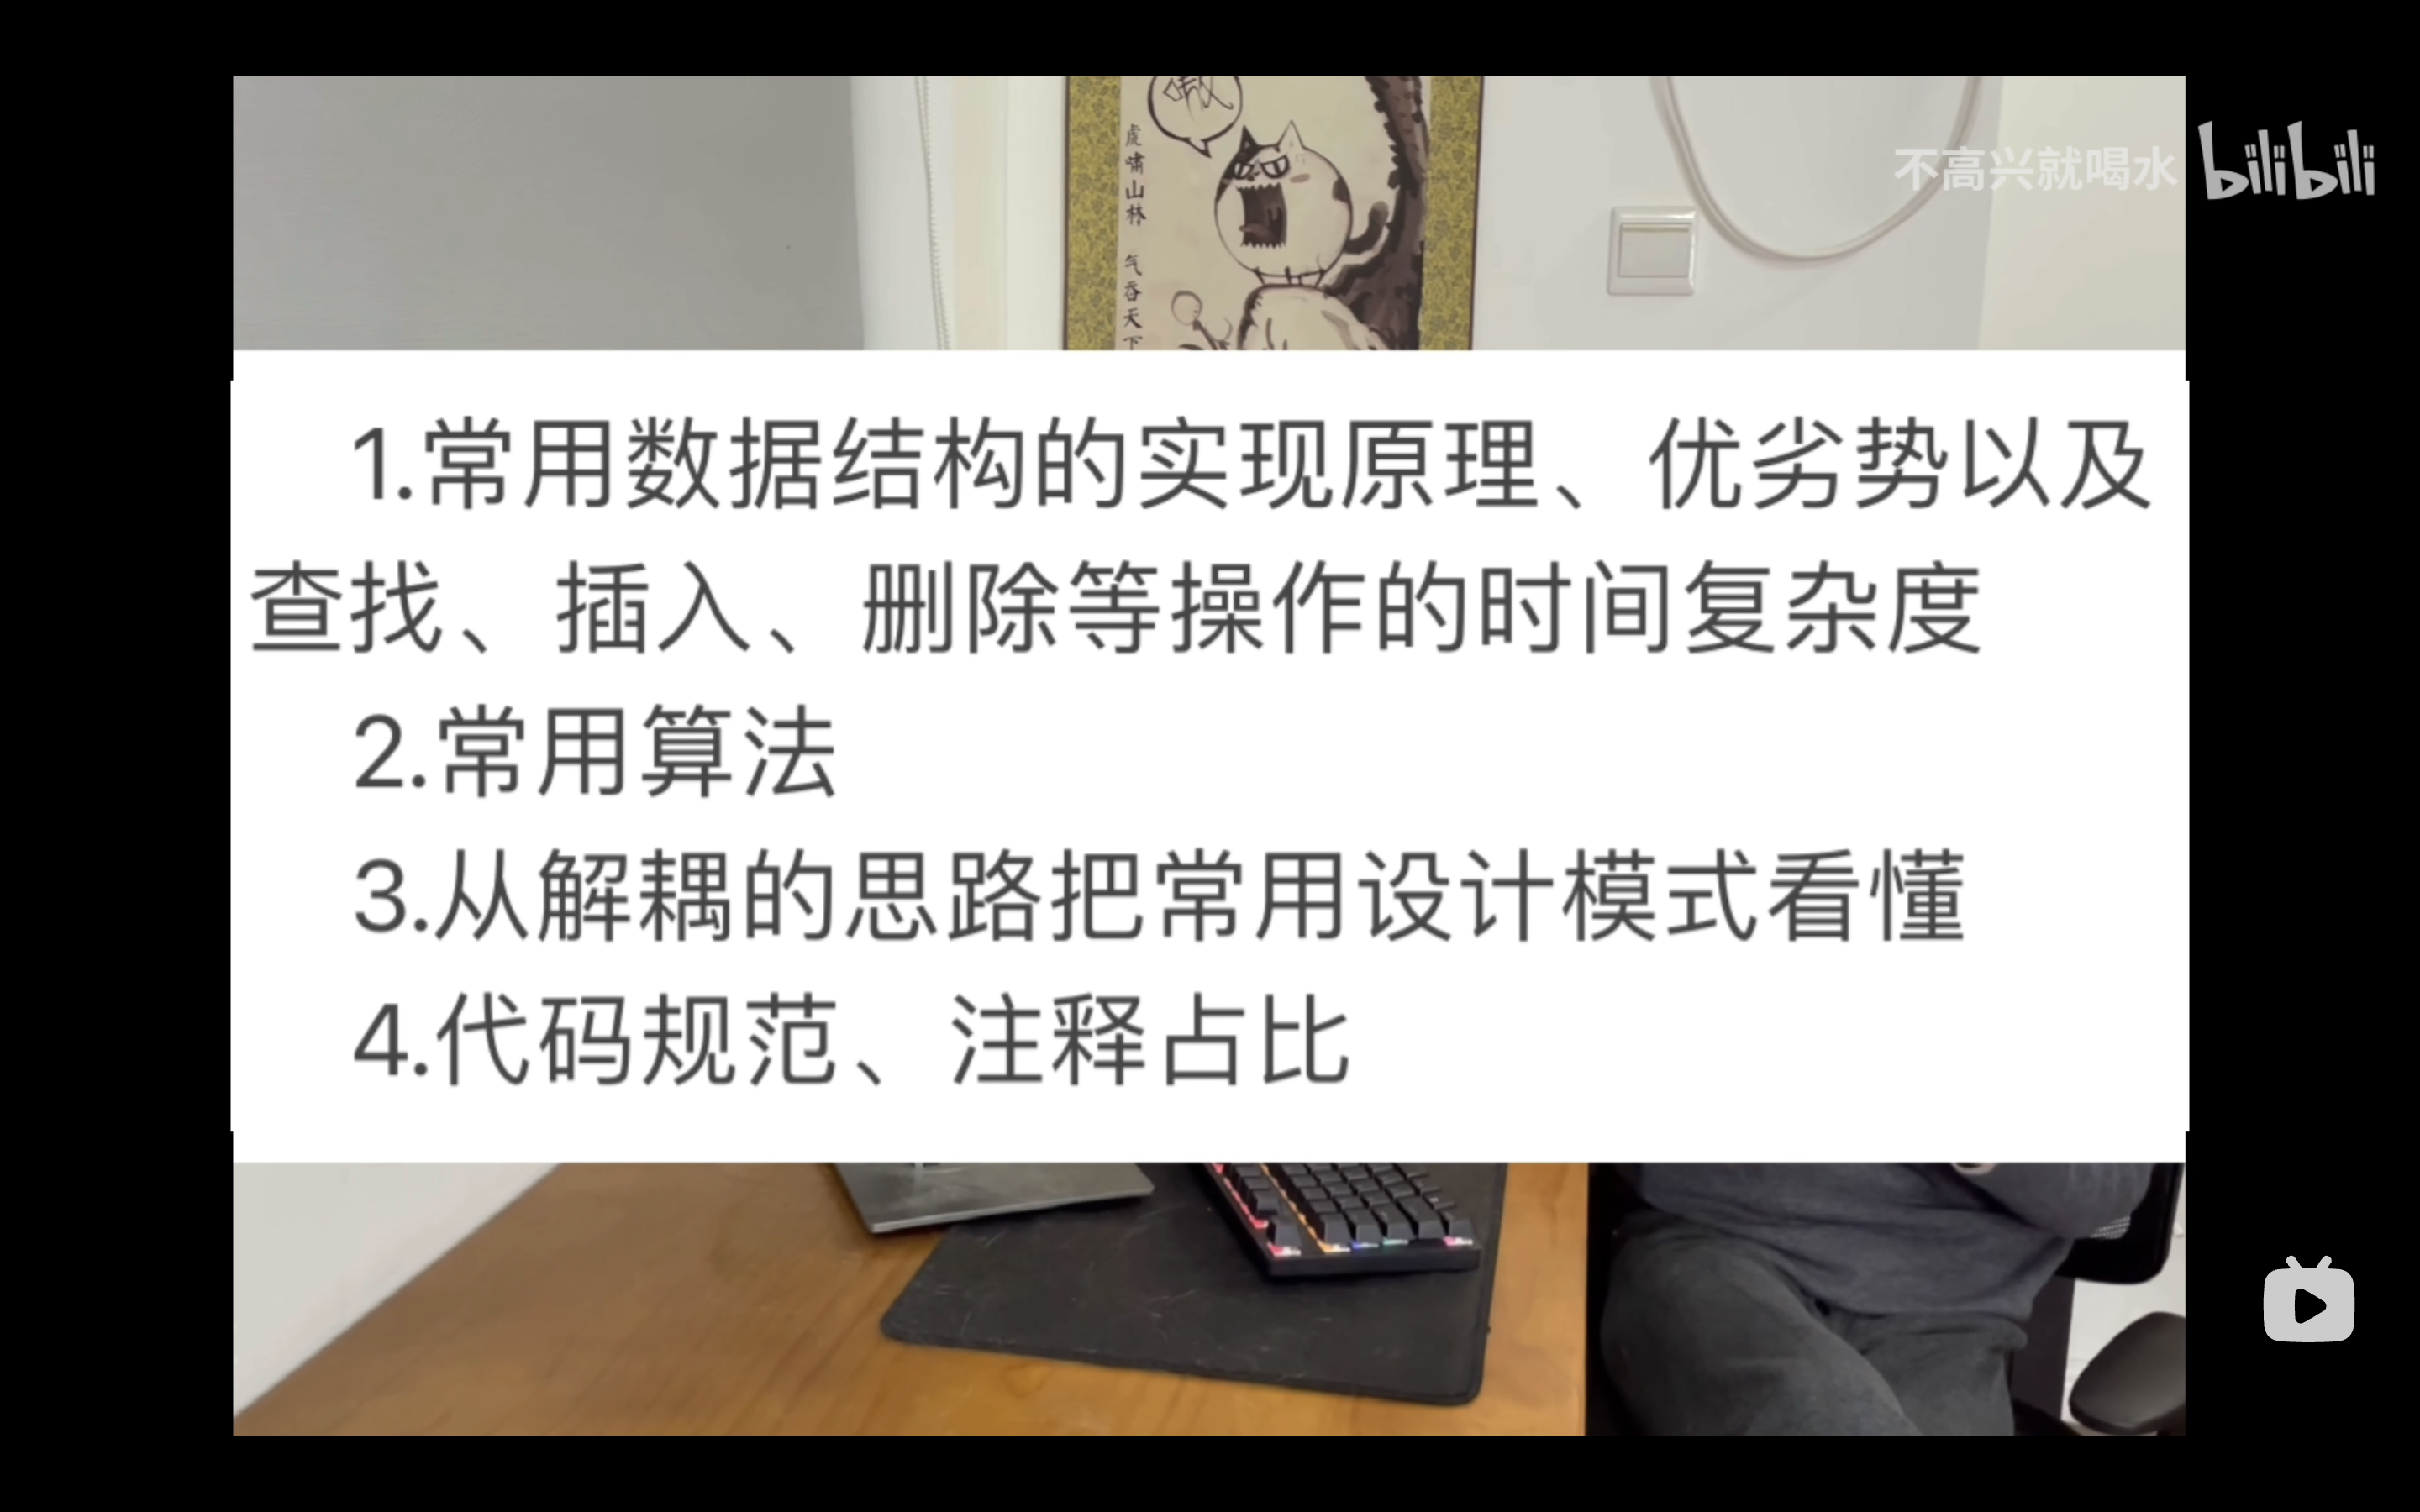 嗷
虎啸山林 气吞天下
不高兴就喝水 bilibili
1.常用数据结构的实现原理、优劣势以及
查找、插入、删除等操作的时间复杂度
2.常用算法
3.从解耦的思路把常用设计模式看懂
4.代码规范、注释占比